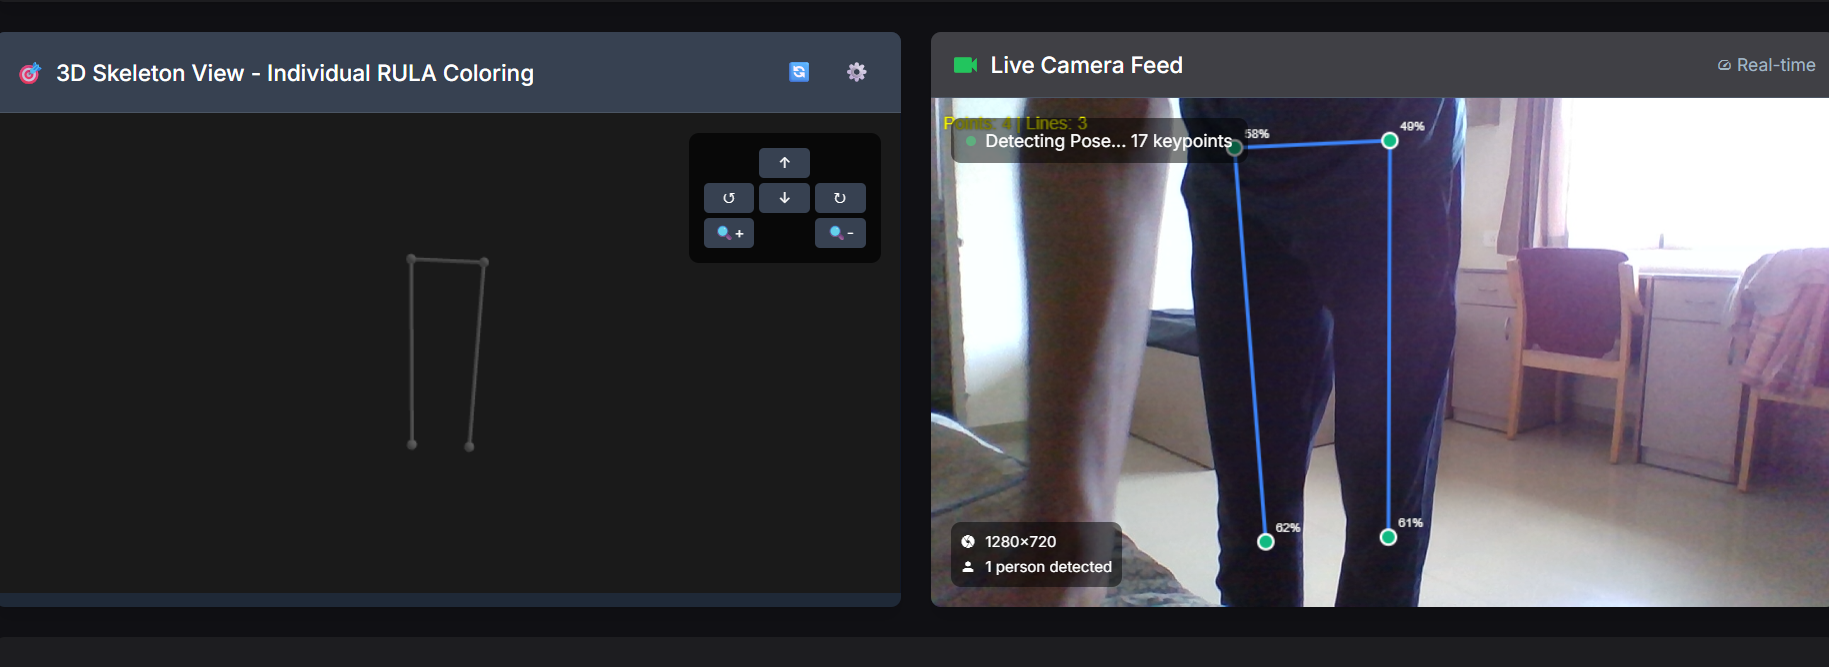 3D Skeleton View - Individual RULA Coloring
↑
↺ ↓ ↻
+ -
Live Camera Feed
Real-time
Points: 4 | Lines: 3
Detecting Pose... 17 keypoints
58%
49%
62%
61%
1280×720
1 person detected